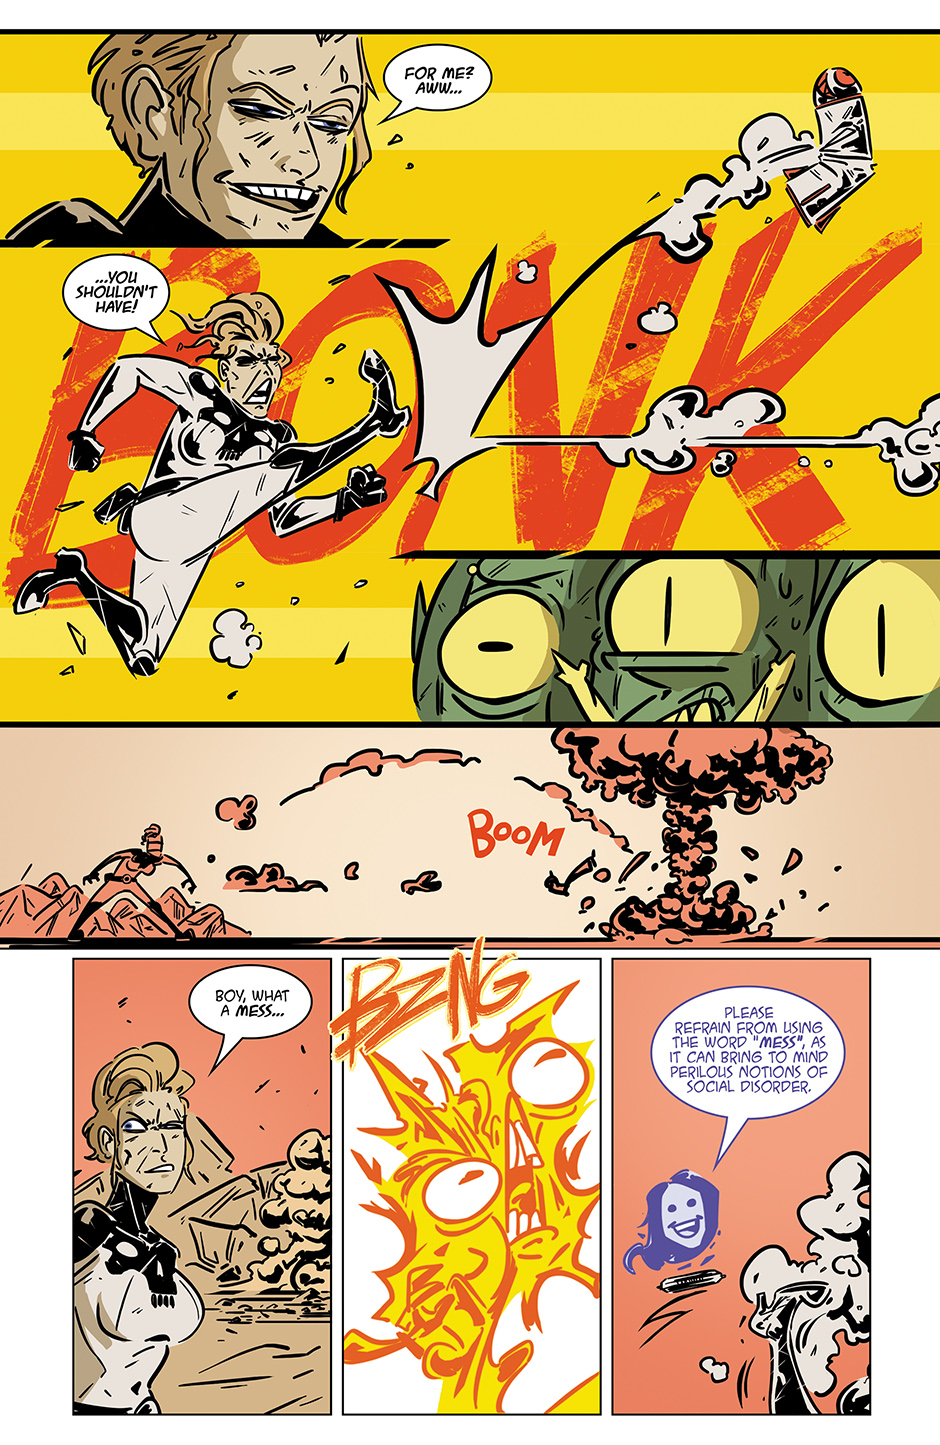 FOR ME?
AWW...
...YOU
SHOULDN'T
HAVE!
BONK
BOOM
BOY, WHAT
A MESS...
BZNG
PLEASE
REFRAIN FROM USING
THE WORD "MESS", AS
IT CAN BRING TO MIND
PERILOUS NOTIONS OF
SOCIAL DISORDER.